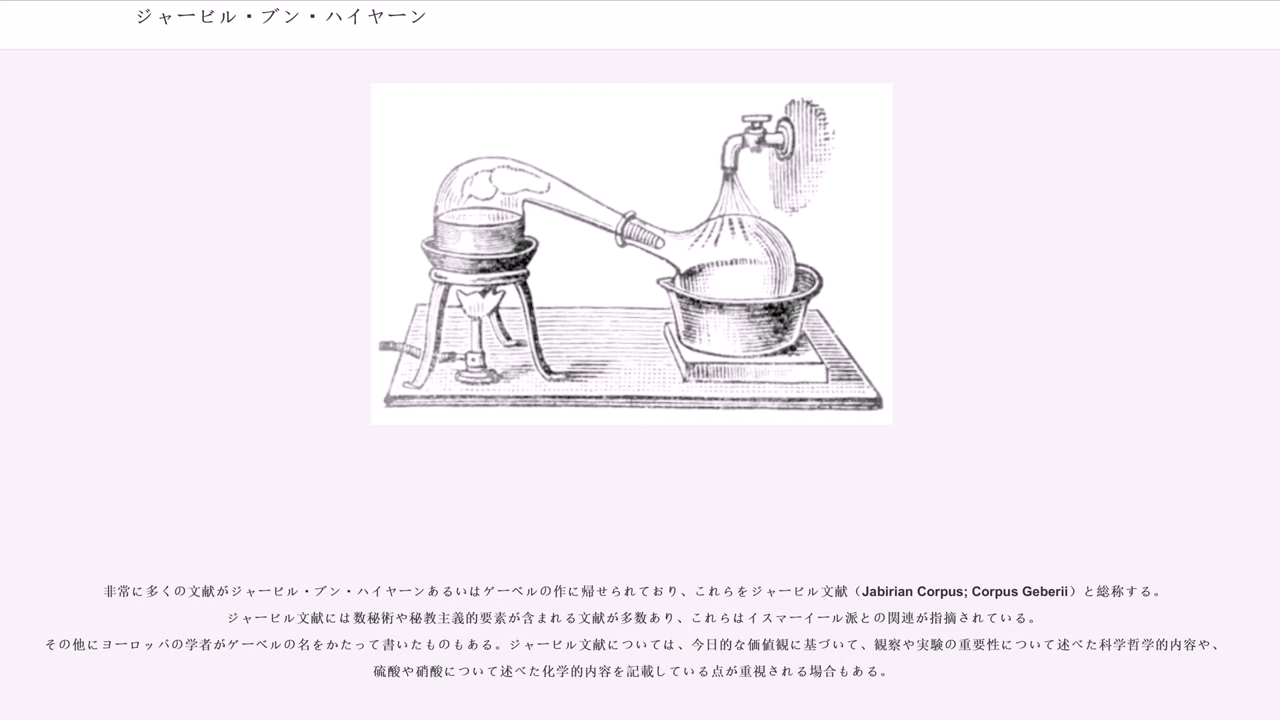 ジャービル・ブン・ハイヤーン
非常に多くの文献がジャービル・ブン・ハイヤーンあるいはゲーベルの作に帰せられており、これらをジャービル文献（Jabirian Corpus; Corpus Geberii）と総称する。
ジャービル文献には数秘術や秘教主義的要素が含まれる文献が多数あり、これらはイスマーイール派との関連が指摘されている。
その他にヨーロッパの学者がゲーベルの名をかたって書いたものもある。ジャービル文献については、今日的な価値観に基づいて、観察や実験の重要性について述べた科学哲学的内容や、
硫酸や硝酸について述べた化学的内容を記載している点が重視される場合もある。